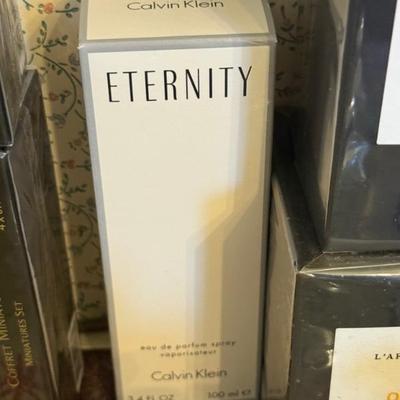 Calvin Klein
ETERNITY
eau de parfum spray
vaporisateur
Calvin Klein
3.4 fl OZ 100 ml e
COFFRET MINIATU
MINIATURES SET
L'AR